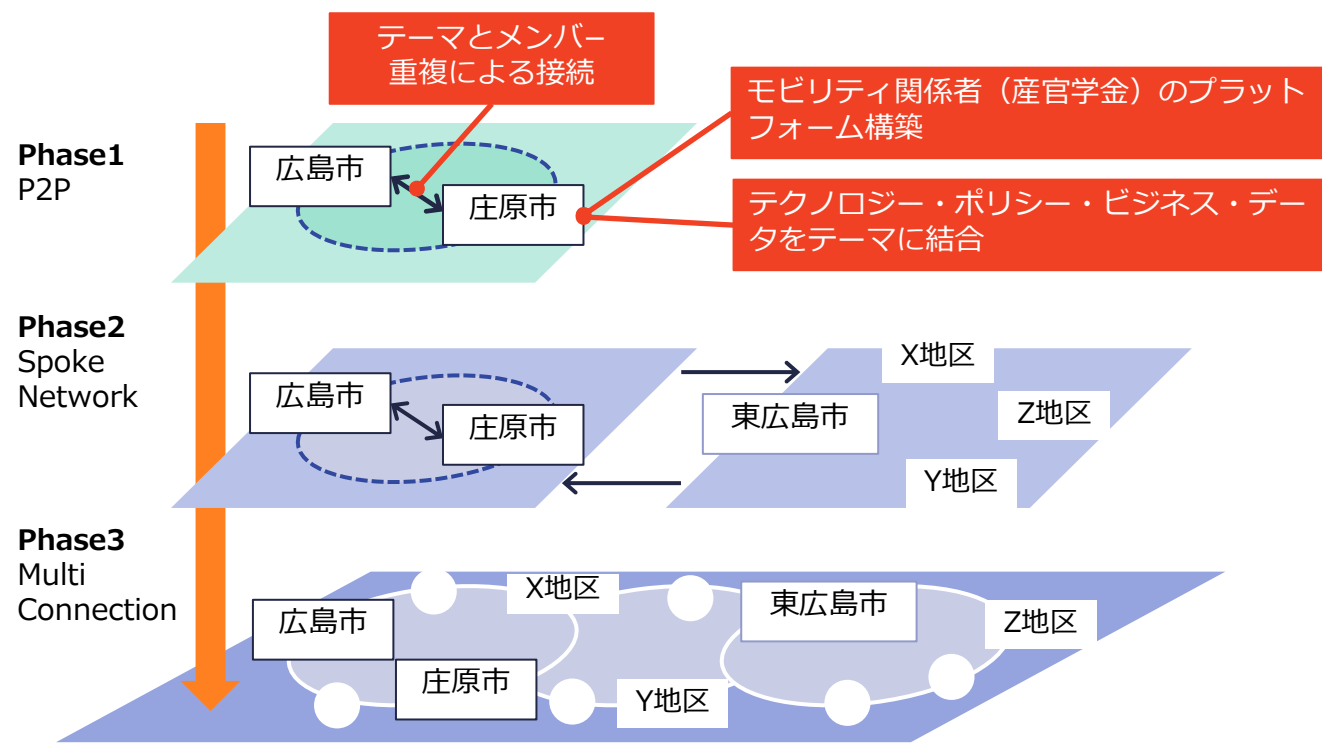 テーマとメンバー
重複による接続
モビリティ関係者（産官学金）のプラット
フォーム構築
Phase1
P2P
広島市
庄原市
テクノロジー・ポリシー・ビジネス・デー
タをテーマに結合
Phase2
Spoke
Network
広島市
庄原市
X地区
東広島市
Z地区
Y地区
Phase3
Multi
Connection
広島市
庄原市
X地区
東広島市
Z地区
Y地区